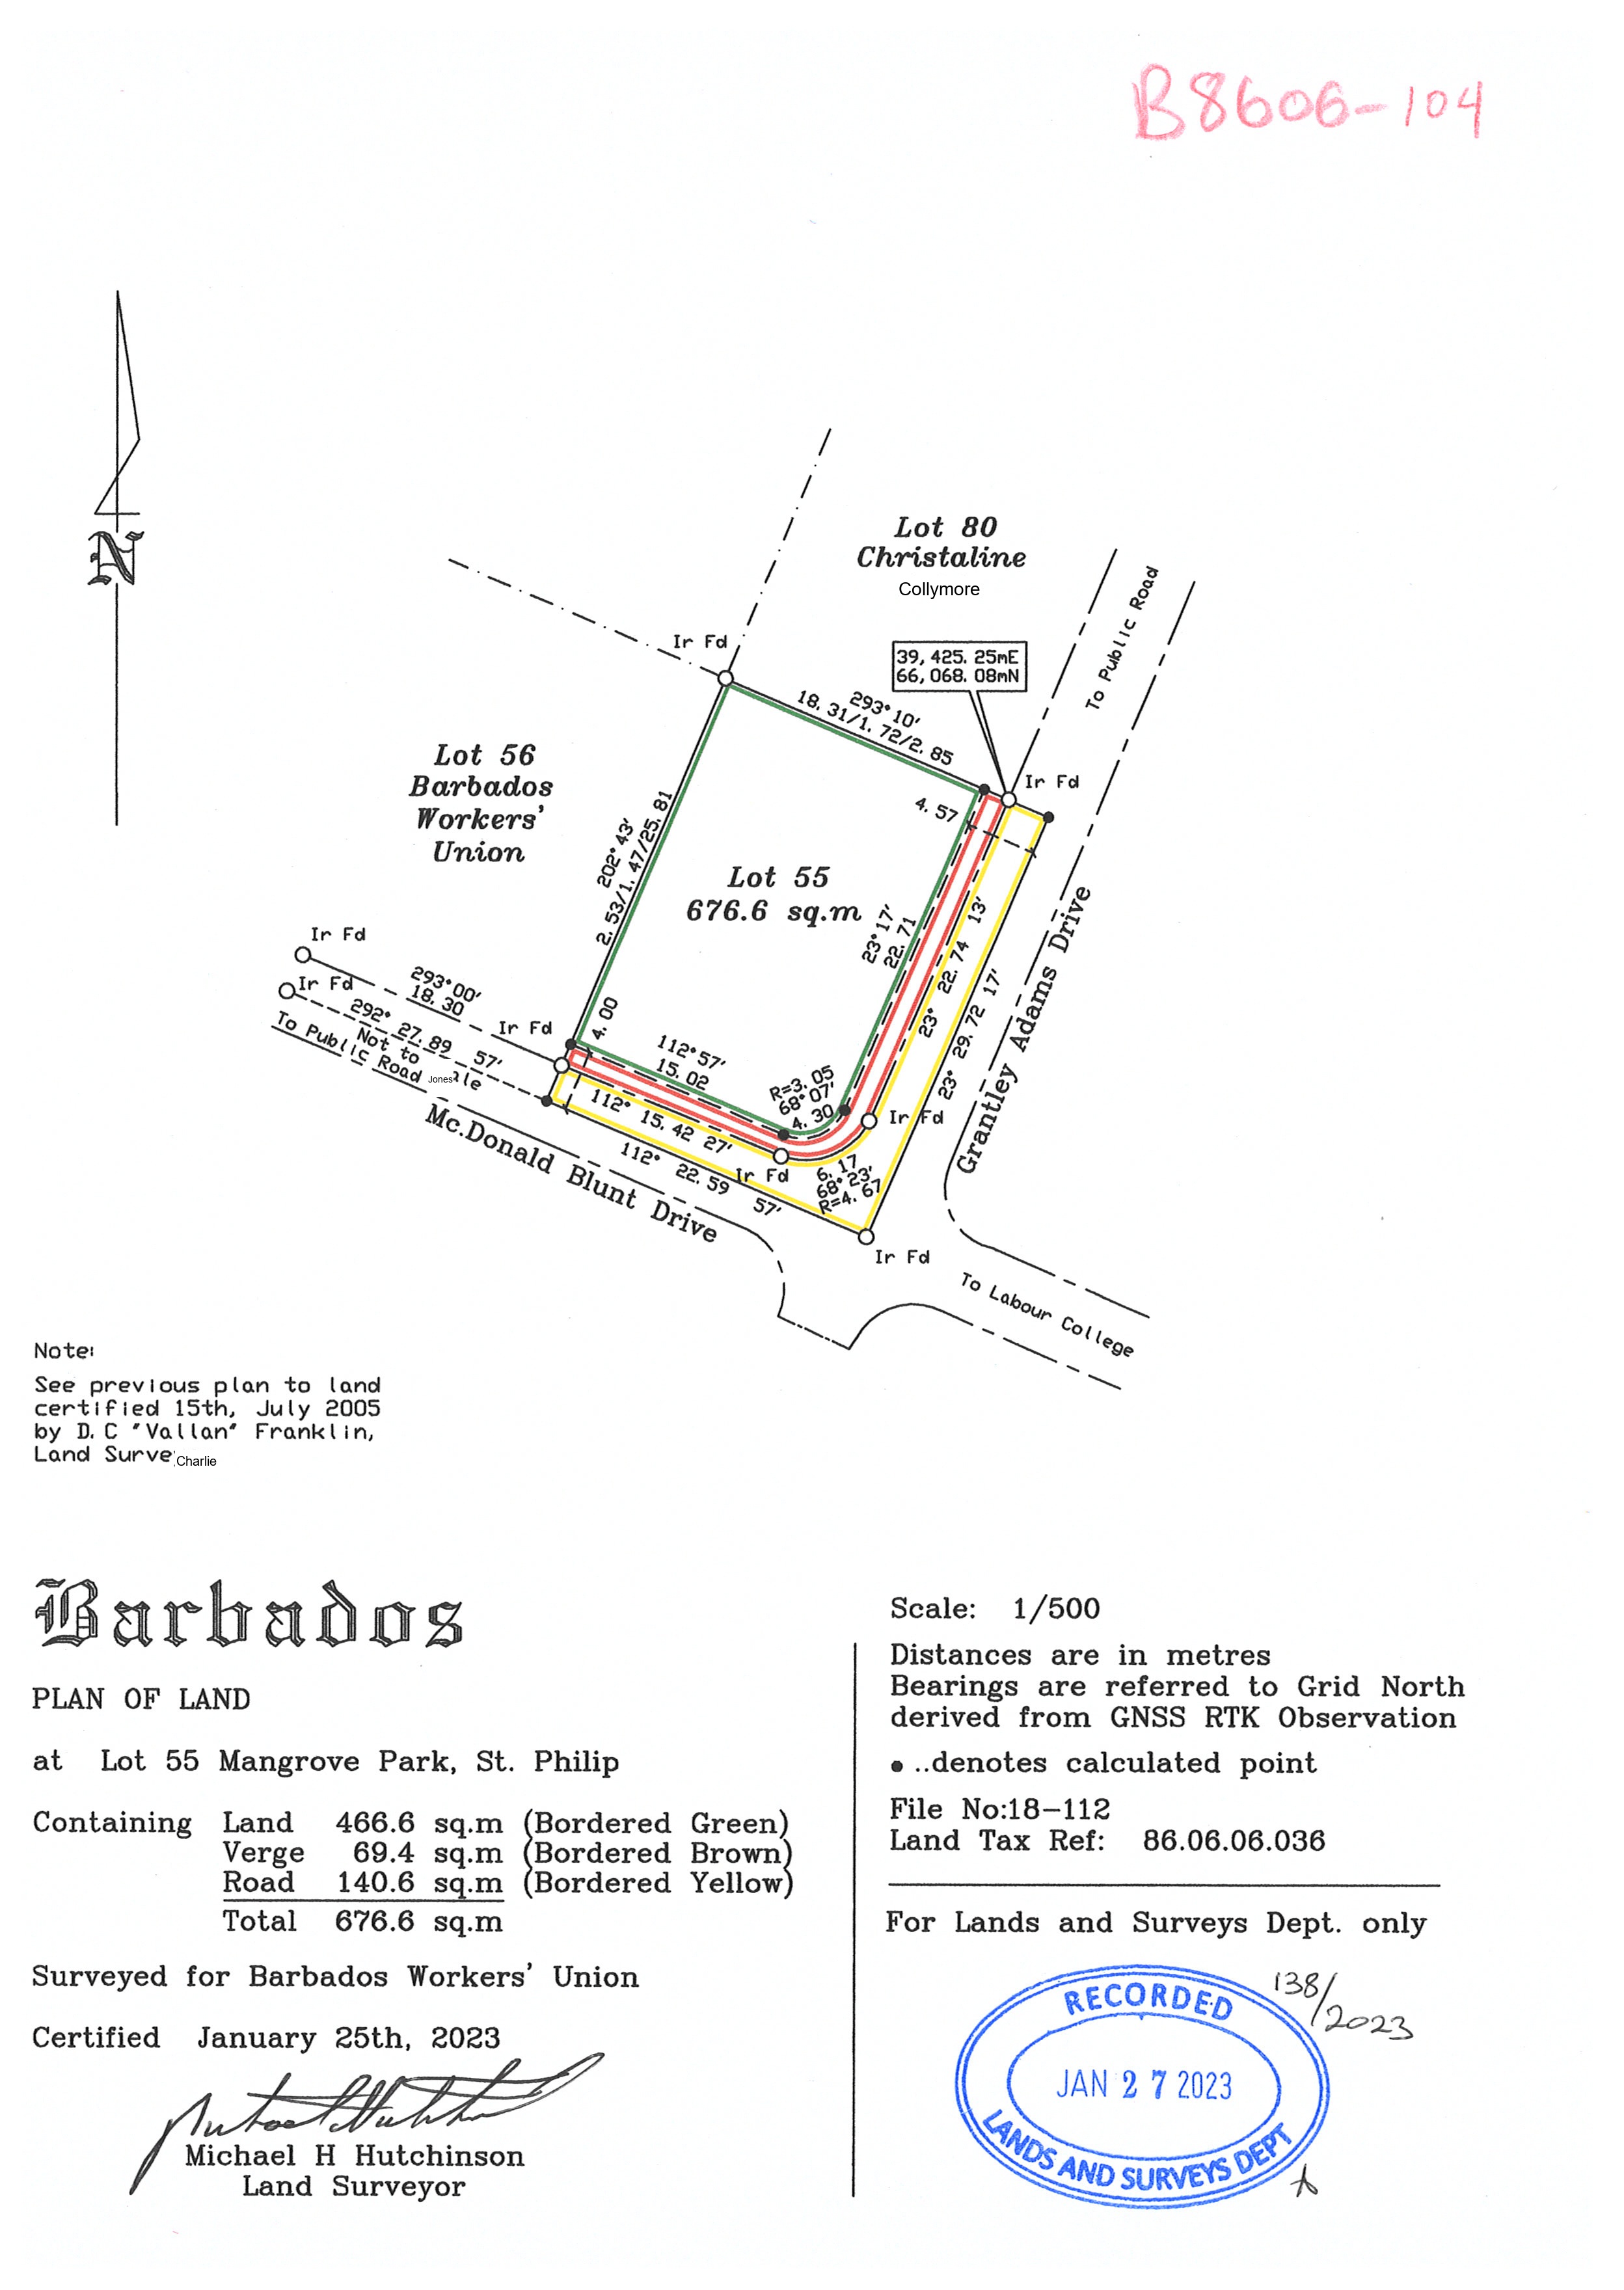 B8606-104
N
Lot 80
Christaline
Collymore
To Public Road
Ir Fd
39,425.25mE
66,068.08mN
293°10'
18.31/1.72/2.85
Ir Fd
Lot 56
Barbados
Workers'
Union
202°43'
2.53/1.47/25.81
4.57
Lot 55
676.6 sq.m
23°17'
22.71
23° 22.74 13'
23° 29.72 17'
Grantley Adams Drive
Ir Fd
Ir Fd
293°00'
18.30
292° 27.89 57'
Not to
To Public Road
Jones
Ir Fd
4.00
112°57'
15.02
R=3.05
68°07'
4.30
Ir Fd
112° 15.42 27'
Ir Fd
6.17
68°23'
R=4.67
112° 22.59 57'
Mc.Donald Blunt Drive
Ir Fd
To Labour College
Note:
See previous plan to land
certified 15th, July 2005
by D.C "Vallan" Franklin,
Land Surve
Charlie
Barbados
PLAN OF LAND
at Lot 55 Mangrove Park, St. Philip
Containing Land 466.6 sq.m (Bordered Green)
Verge 69.4 sq.m (Bordered Brown)
Road 140.6 sq.m (Bordered Yellow)
Total 676.6 sq.m
Surveyed for Barbados Workers' Union
Certified January 25th, 2023
Michael H Hutchinson
Land Surveyor
Scale: 1/500
Distances are in metres
Bearings are referred to Grid North
derived from GNSS RTK Observation
● ..denotes calculated point
File No:18-112
Land Tax Ref: 86.06.06.036
For Lands and Surveys Dept. only
138/2023
RECORDED
JAN 27 2023
LANDS AND SURVEYS DEPT